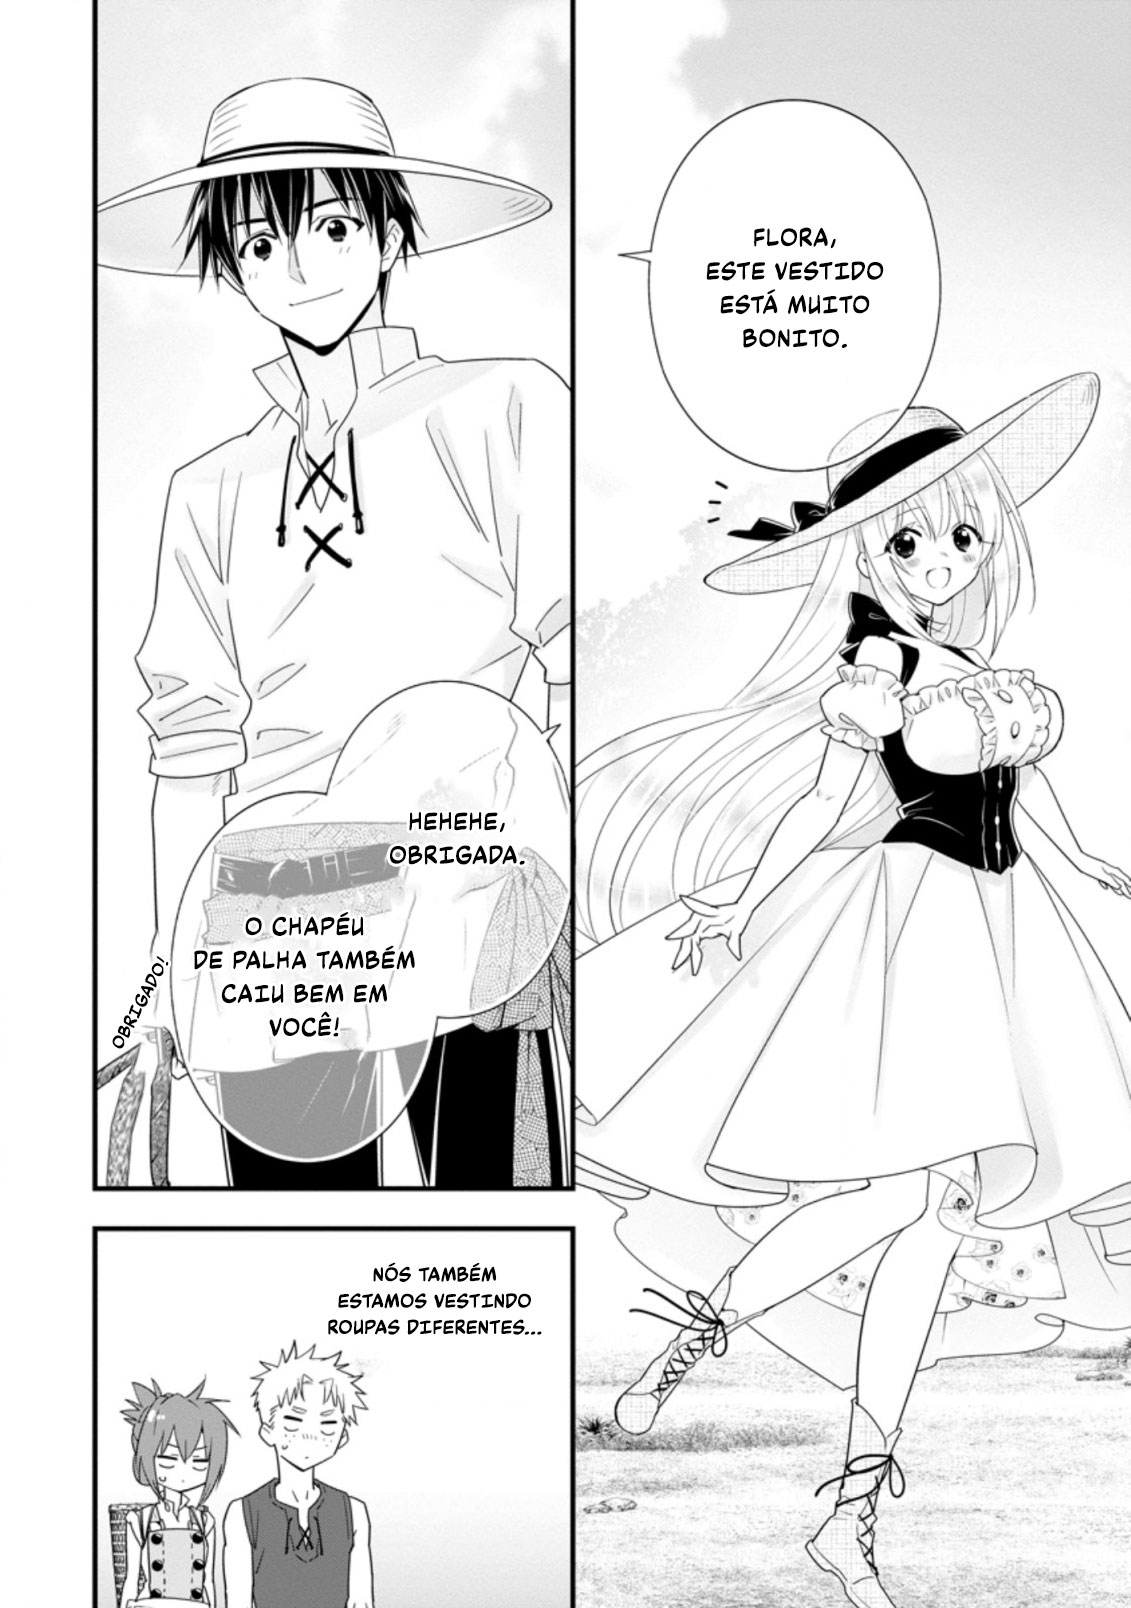 FLORA,
ESTE VESTIDO
ESTÁ MUITO
BONITO.
HEHEHE,
OBRIGADA.
O CHAPÉU
DE PALHA TAMBÉM
CAIU BEM EM
VOCÊ!
OBRIGADO!
NÓS TAMBÉM
ESTAMOS VESTINDO
ROUPAS DIFERENTES...